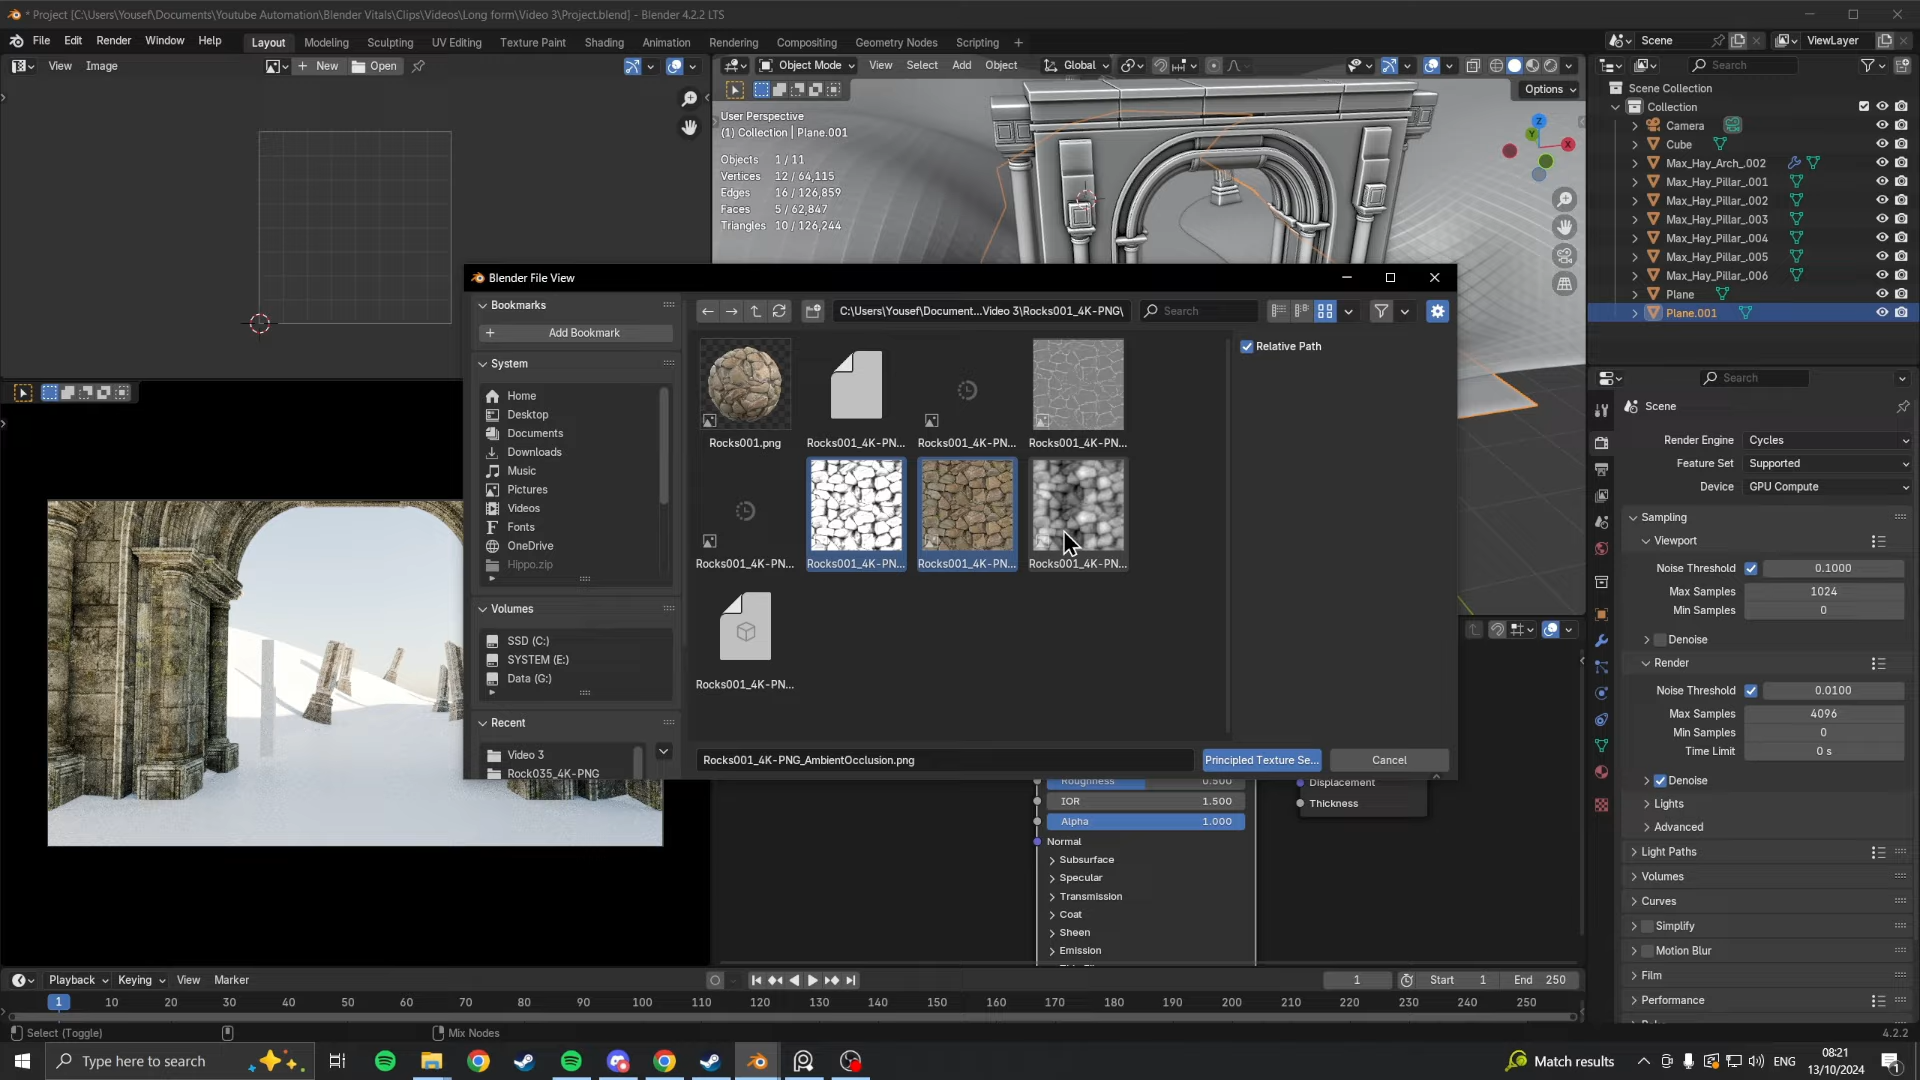 * Project [C:\Users\Yousef\Documents\Youtube Automation\Blender Vitals\Clips\Videos\Long form\Video 3\Project.blend] - Blender 4.2.2 LTS
File Edit Render Window Help Layout Modeling Sculpting UV Editing Texture Paint Shading Animation Rendering Compositing Geometry Nodes Scripting + Scene ViewLayer
View Image + New Open Object Mode View Select Add Object Global Search
Options
User Perspective
(1) Collection | Plane.001
Objects 1 / 11
Vertices 12 / 64,115
Edges 16 / 126,859
Faces 5 / 62,847
Triangles 10 / 126,244
Z
Y
X
Scene Collection
Collection
Camera
Cube
Max_Hay_Arch_.002
Max_Hay_Pillar_.001
Max_Hay_Pillar_.002
Max_Hay_Pillar_.003
Max_Hay_Pillar_.004
Max_Hay_Pillar_.005
Max_Hay_Pillar_.006
Plane
Plane.001
Blender File View
Bookmarks
+ Add Bookmark
System
Home
Desktop
Documents
Downloads
Music
Pictures
Videos
Fonts
OneDrive
Hippo.zip
Volumes
SSD (C:)
SYSTEM (E:)
Data (G:)
Recent
Video 3
Rock035_4K-PNG
C:\Users\Yousef\Document...Video 3\Rocks001_4K-PNG\
Search
Relative Path
Rocks001.png Rocks001_4K-PN... Rocks001_4K-PN... Rocks001_4K-PN...
Rocks001_4K-PN... Rocks001_4K-PN... Rocks001_4K-PN... Rocks001_4K-PN...
Rocks001_4K-PN...
Rocks001_4K-PNG_AmbientOcclusion.png
Principled Texture Se...
Cancel
Roughness 0.500
IOR 1.500
Alpha 1.000
Normal
Subsurface
Specular
Transmission
Coat
Sheen
Emission
Displacement
Thickness
Search
Scene
Render Engine Cycles
Feature Set Supported
Device GPU Compute
Sampling
Viewport
Noise Threshold 0.1000
Max Samples 1024
Min Samples 0
Denoise
Render
Noise Threshold 0.0100
Max Samples 4096
Min Samples 0
Time Limit 0 s
Denoise
Lights
Advanced
Light Paths
Volumes
Curves
Simplify
Motion Blur
Film
Performance
Playback Keying View Marker 1 Start 1 End 250
1 10 20 30 40 50 60 70 80 90 100 110 120 130 140 150 160 170 180 190 200 210 220 230 240 250
Select (Toggle) Mix Nodes 4.2.2
Type here to search Match results ENG 08:21
13/10/2024
1